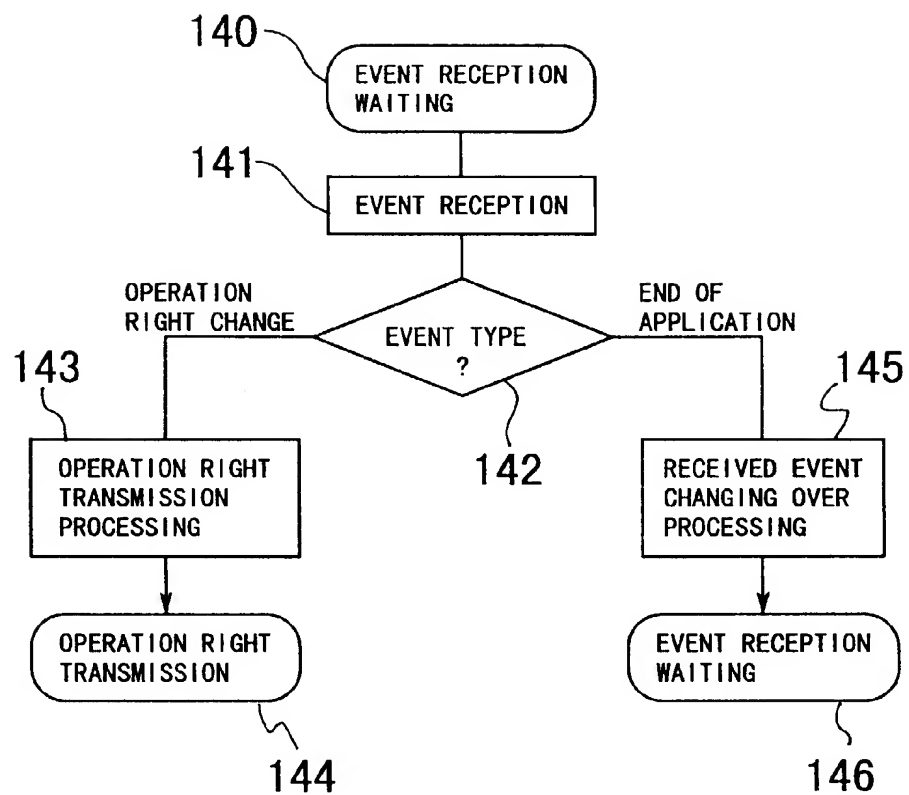 140
EVENT RECEPTION
WAITING
141
EVENT RECEPTION
OPERATION
RIGHT CHANGE
END OF
APPLICATION
EVENT TYPE
?
143
145
142
OPERATION RIGHT
TRANSMISSION
PROCESSING
RECEIVED EVENT
CHANGING OVER
PROCESSING
OPERATION RIGHT
TRANSMISSION
EVENT RECEPTION
WAITING
144
146